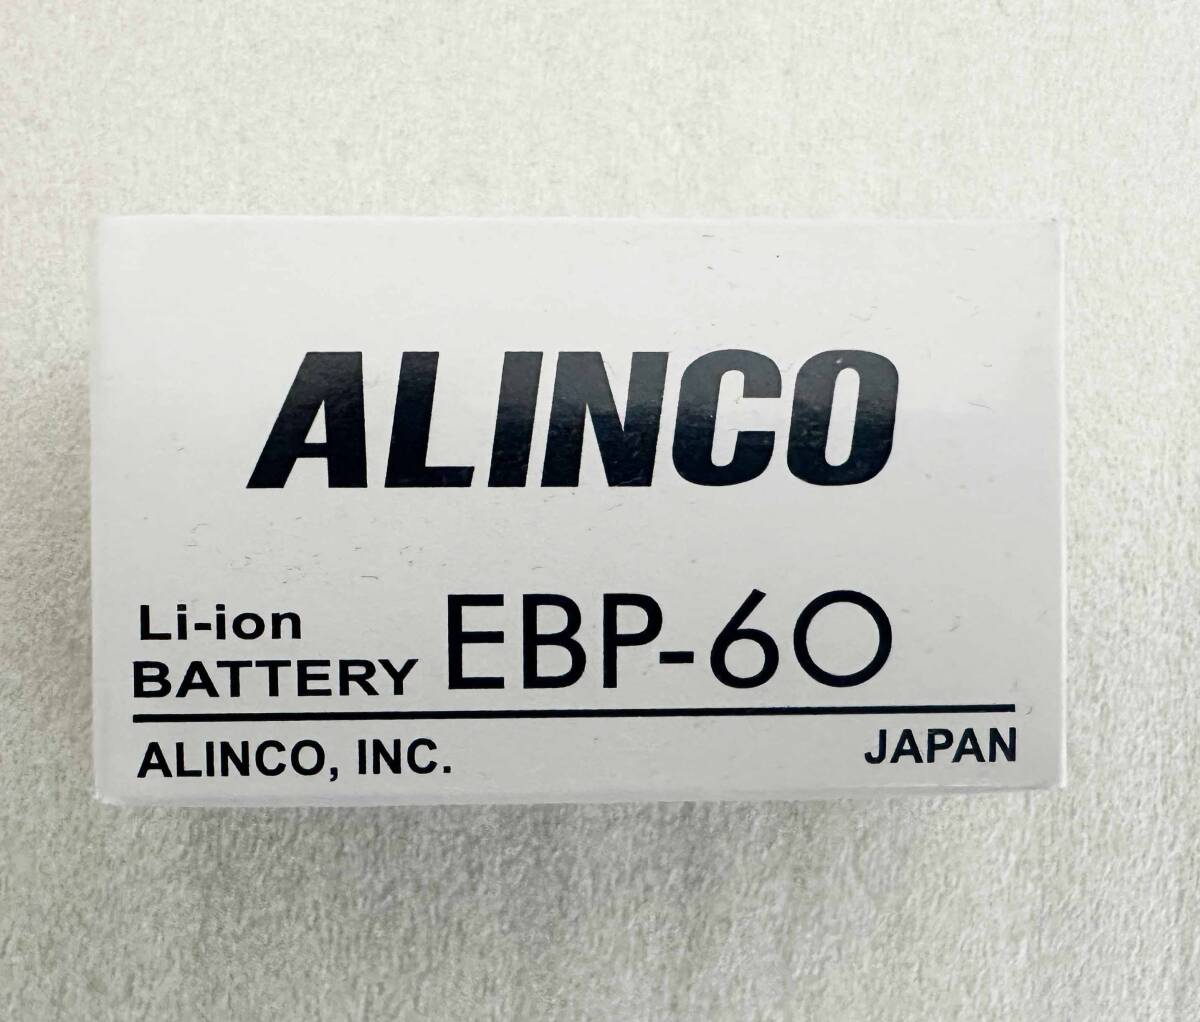 ALINCO
Li-ion
BATTERY EBP-60
ALINCO, INC. JAPAN